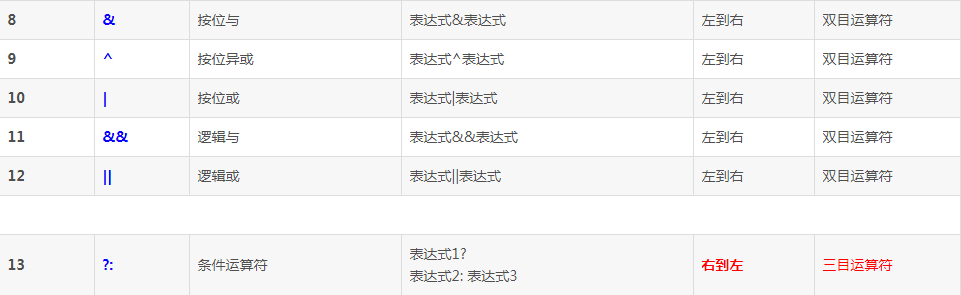 8 & 按位与 表达式&表达式 左到右 双目运算符
9 ^ 按位异或 表达式^表达式 左到右 双目运算符
10 | 按位或 表达式|表达式 左到右 双目运算符
11 && 逻辑与 表达式&&表达式 左到右 双目运算符
12 || 逻辑或 表达式||表达式 左到右 双目运算符
13 ?: 条件运算符 表达式1? 右到左 三目运算符
表达式2: 表达式3